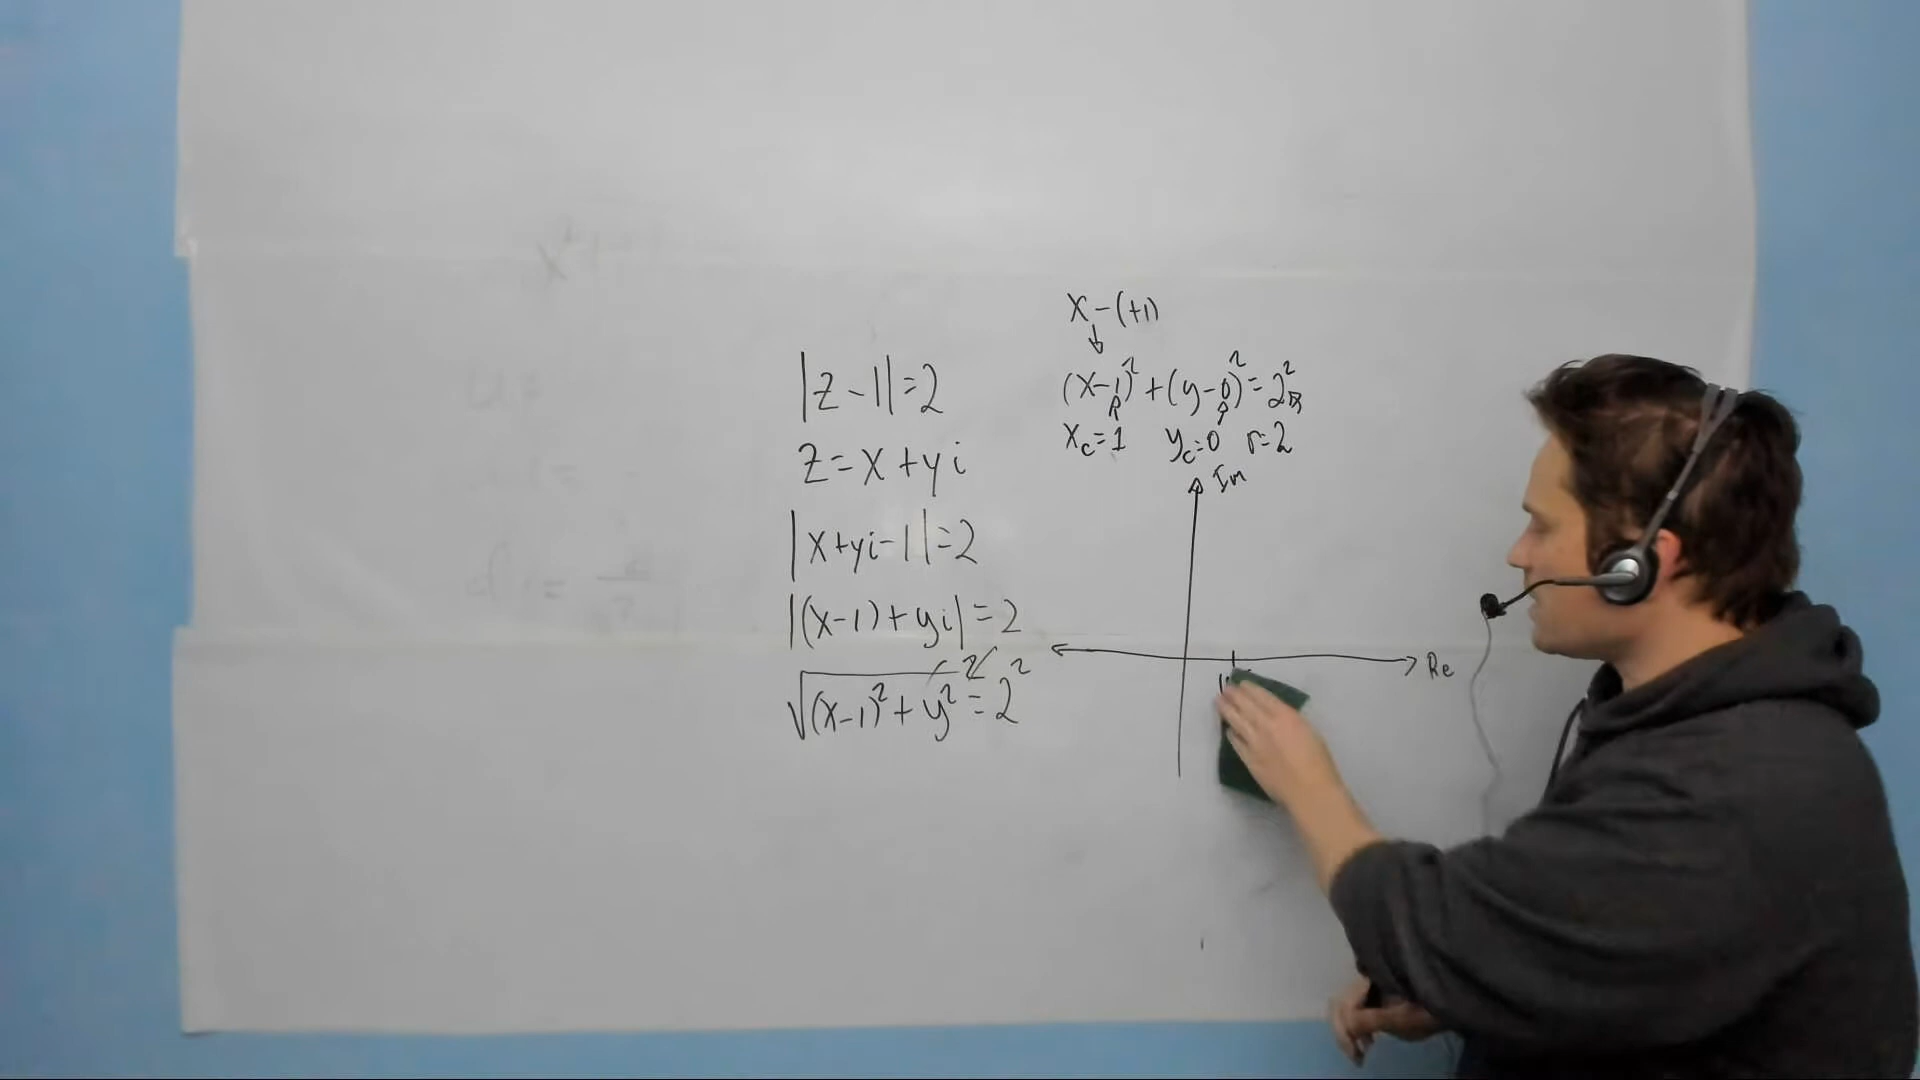 |z-1|=2
z=x+yi
|x+yi-1|=2
|(x-1)+yi|=2
√(x-1)²+y² ² = 2²
x-(+1)
(x-1)²+(y-0)²=2²
x_c=1 y_c=0 r=2
Im
Re